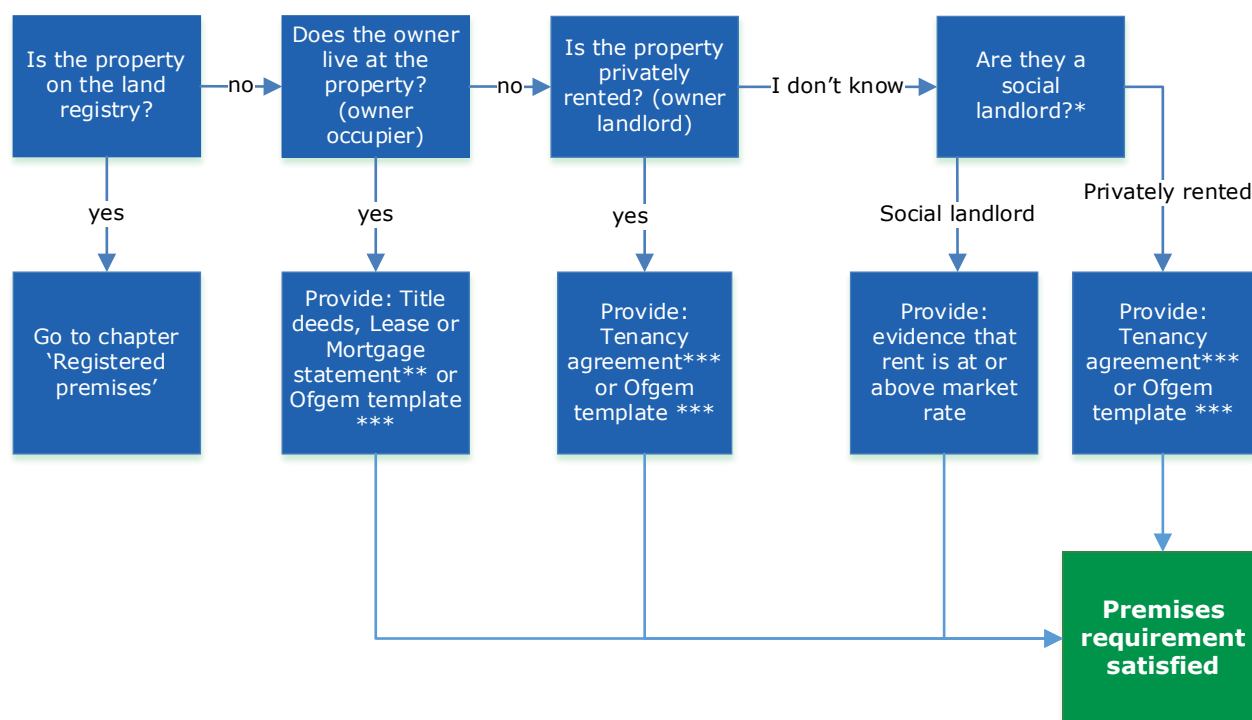 Is the property
on the land
registry?
no
Does the owner
live at the
property?
(owner
occupier)
no
Is the property
privately
rented? (owner
landlord)
I don’t know
Are they a
social
landlord?*
yes
yes
yes
Social landlord
Privately rented
Go to chapter
‘Registered
premises’
Provide: Title
deeds, Lease or
Mortgage
statement** or
Ofgem template
***
Provide:
Tenancy
agreement***
or Ofgem
template ***
Provide:
evidence that
rent is at or
above market
rate
Provide:
Tenancy
agreement***
or Ofgem
template ***
Premises
requirement
satisfied